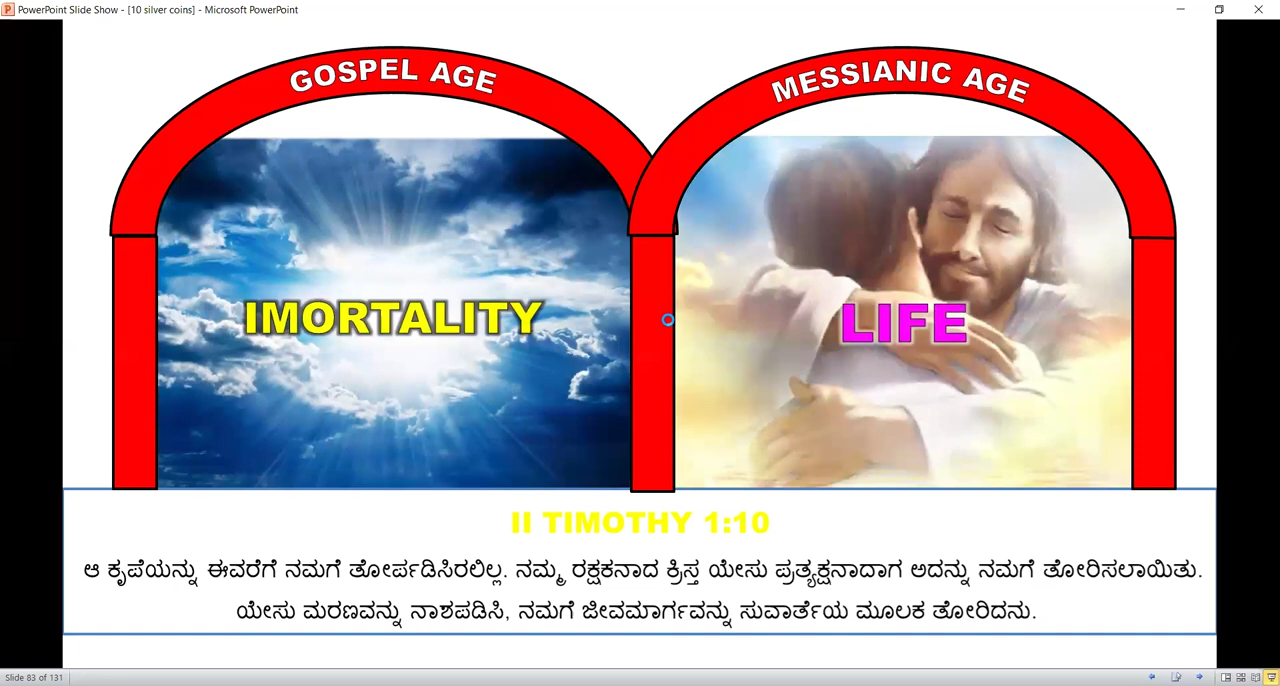 PowerPoint Slide Show - [10 silver coins] - Microsoft PowerPoint
GOSPEL AGE
MESSIANIC AGE
IMORTALITY
LIFE
II TIMOTHY 1:10
ಆ ಕೃಪೆಯನ್ನು ಈವರೆಗೆ ನಮಗೆ ತೋರ್ಪಡಿಸಿರಲಿಲ್ಲ. ನಮ್ಮ ರಕ್ಷಕನಾದ ಕ್ರಿಸ್ತ ಯೇಸು ಪ್ರತ್ಯಕ್ಷನಾದಾಗ ಅದನ್ನು ನಮಗೆ ತೋರಿಸಲಾಯಿತು.
ಯೇಸು ಮರಣವನ್ನು ನಾಶಪಡಿಸಿ, ನಮಗೆ ಜೀವಮಾರ್ಗವನ್ನು ಸುವಾರ್ತೆಯ ಮೂಲಕ ತೋರಿದನು.
Slide 83 of 131